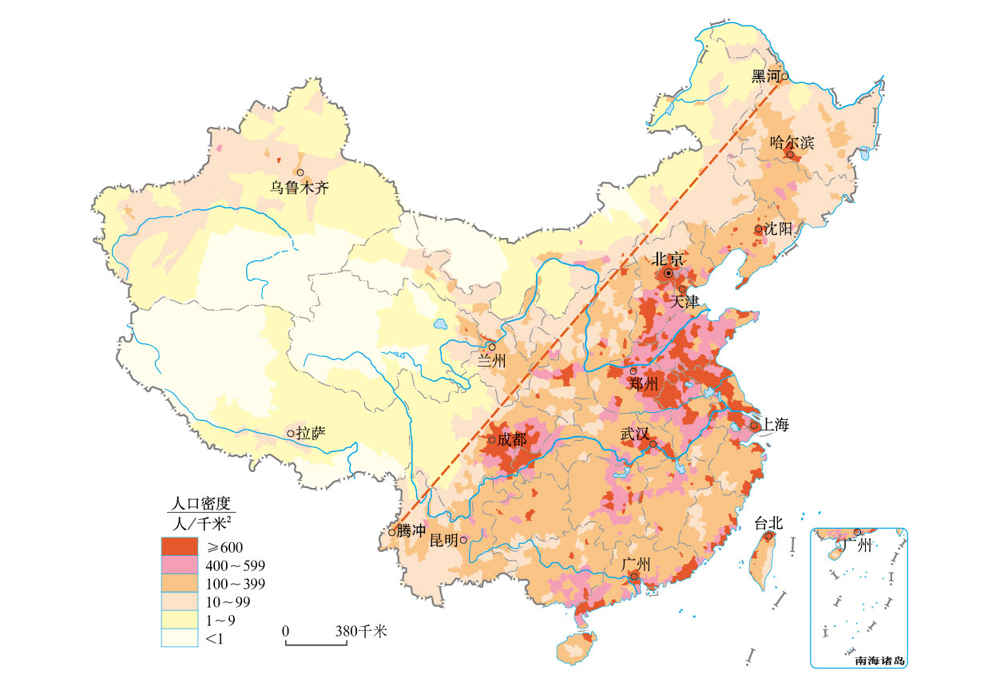 黑河
哈尔滨
乌鲁木齐
沈阳
北京
天津
兰州
郑州
拉萨
成都
武汉
上海
腾冲
昆明
台北
广州
人口密度
人/千米²
≥600
400～599
100～399
10～99
1～9
<1
0 380千米
广州
南海诸岛